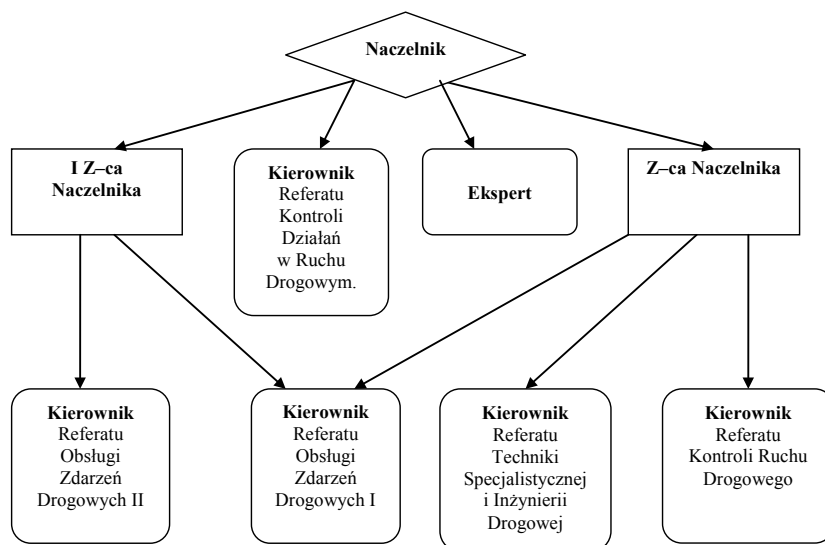 Naczelnik
I Z–ca
Naczelnika
Kierownik
Referatu
Kontroli
Działań
w Ruchu
Drogowym.
Ekspert
Z–ca Naczelnika
Kierownik
Referatu
Obsługi
Zdarzeń
Drogowych II
Kierownik
Referatu
Obsługi
Zdarzeń
Drogowych I
Kierownik
Referatu
Techniki
Specjalistycznej
i Inżynierii
Drogowej
Kierownik
Referatu
Kontroli Ruchu
Drogowego